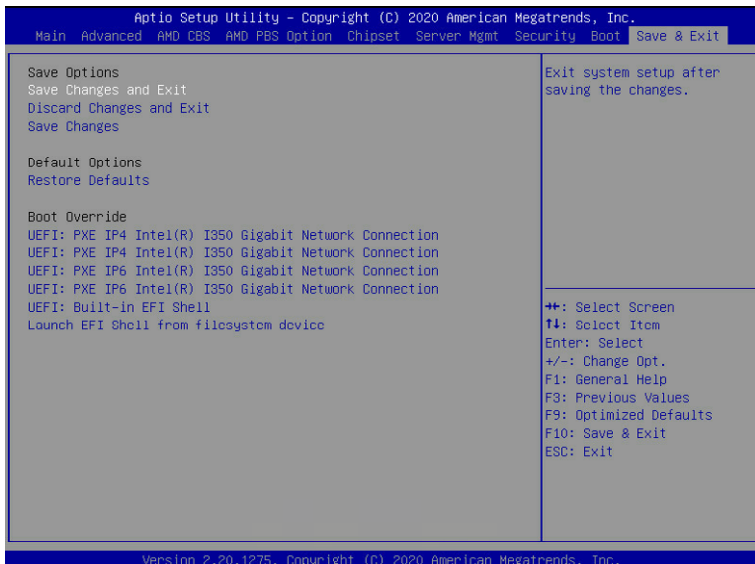 Aptio Setup Utility – Copyright (C) 2020 American Megatrends, Inc.
Main Advanced AMD CBS AMD PBS Option Chipset Server Mgmt Security Boot Save & Exit
Save Options
Save Changes and Exit
Discard Changes and Exit
Save Changes
Default Options
Restore Defaults
Boot Override
UEFI: PXE IP4 Intel(R) I350 Gigabit Network Connection
UEFI: PXE IP4 Intel(R) I350 Gigabit Network Connection
UEFI: PXE IP6 Intel(R) I350 Gigabit Network Connection
UEFI: PXE IP6 Intel(R) I350 Gigabit Network Connection
UEFI: Built-in EFI Shell
Launch EFI Shell from filesystem device
Exit system setup after
saving the changes.
→←: Select Screen
↑↓: Select Item
Enter: Select
+/-: Change Opt.
F1: General Help
F3: Previous Values
F9: Optimized Defaults
F10: Save & Exit
ESC: Exit
Version 2.20.1275. Copyright (C) 2020 American Megatrends, Inc.